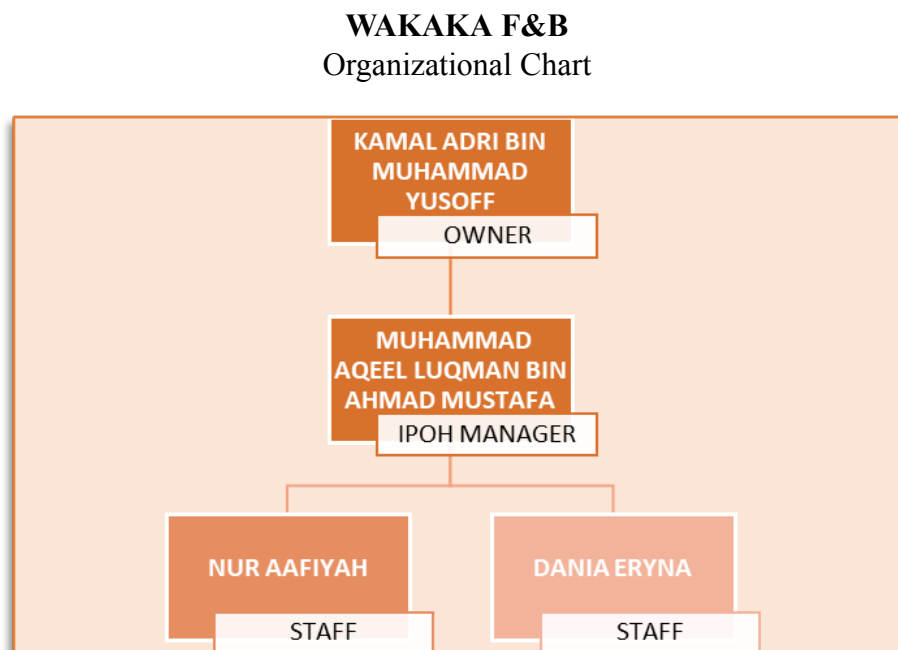 WAKAKA F&B
Organizational Chart
KAMAL ADRI BIN
MUHAMMAD
YUSOFF
OWNER
MUHAMMAD
AQEEL LUQMAN BIN
AHMAD MUSTAFA
IPOH MANAGER
NUR AAFIYAH
STAFF
DANIA ERYNA
STAFF